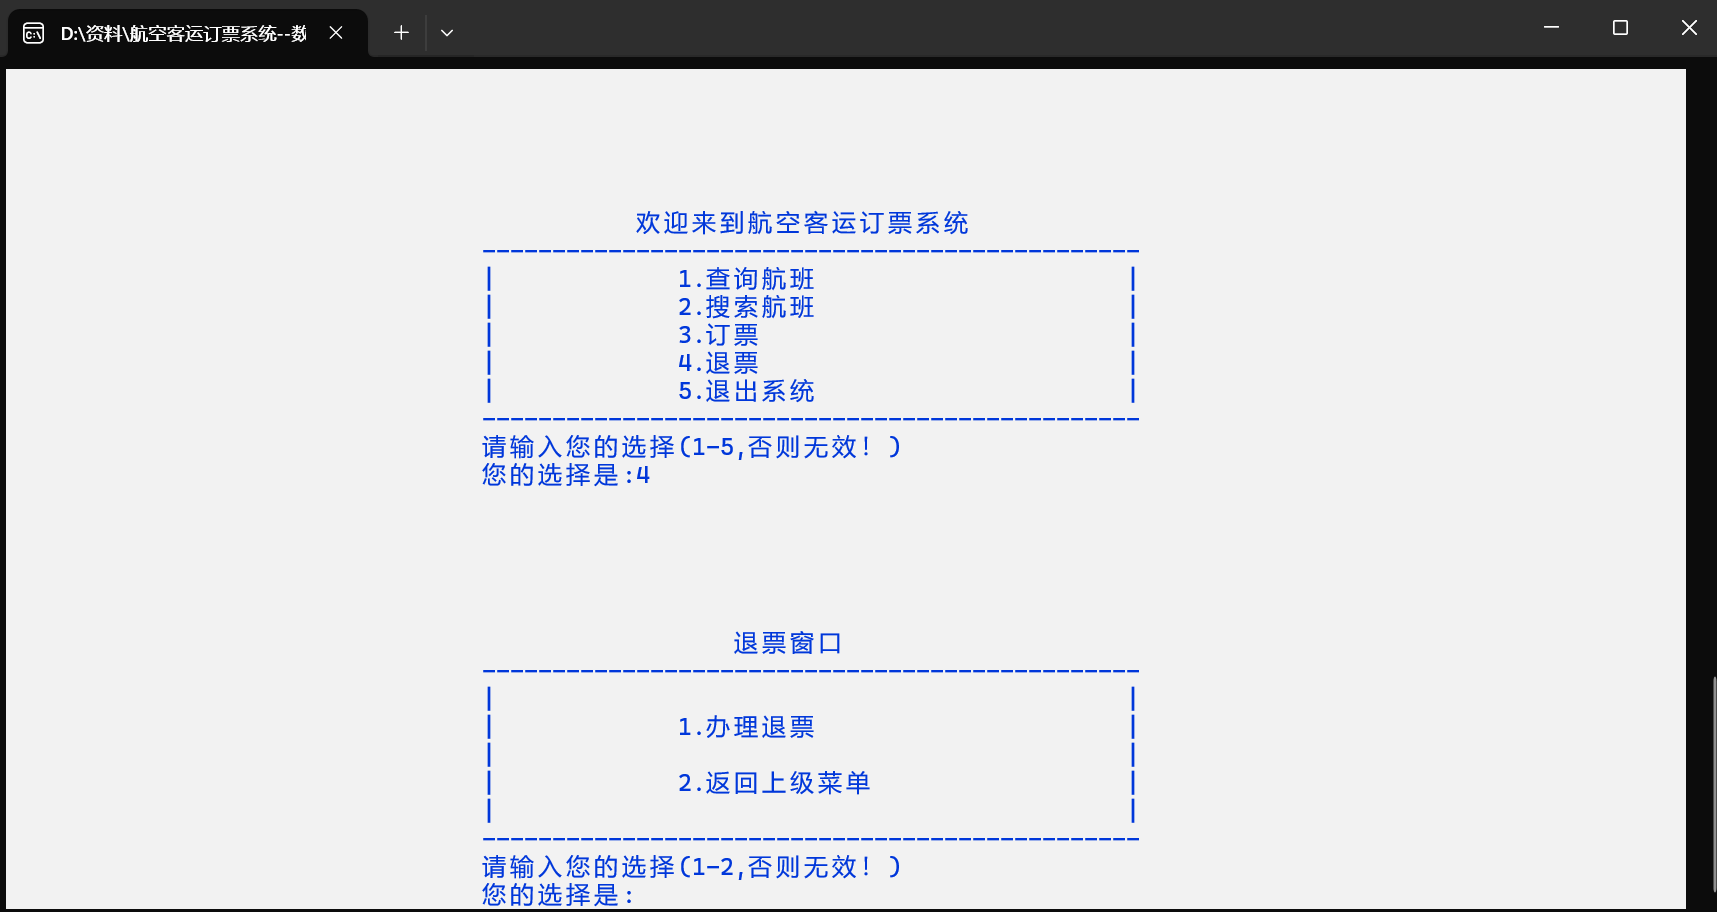 D:\资料\航空客运订票系统--数
欢迎来到航空客运订票系统
-----------------------------------------------
| 1.查询航班 |
| 2.搜索航班 |
| 3.订票 |
| 4.退票 |
| 5.退出系统 |
-----------------------------------------------
请输入您的选择(1-5,否则无效！)
您的选择是:4
退票窗口
-----------------------------------------------
| |
| 1.办理退票 |
| |
| 2.返回上级菜单 |
| |
-----------------------------------------------
请输入您的选择(1-2,否则无效！)
您的选择是: